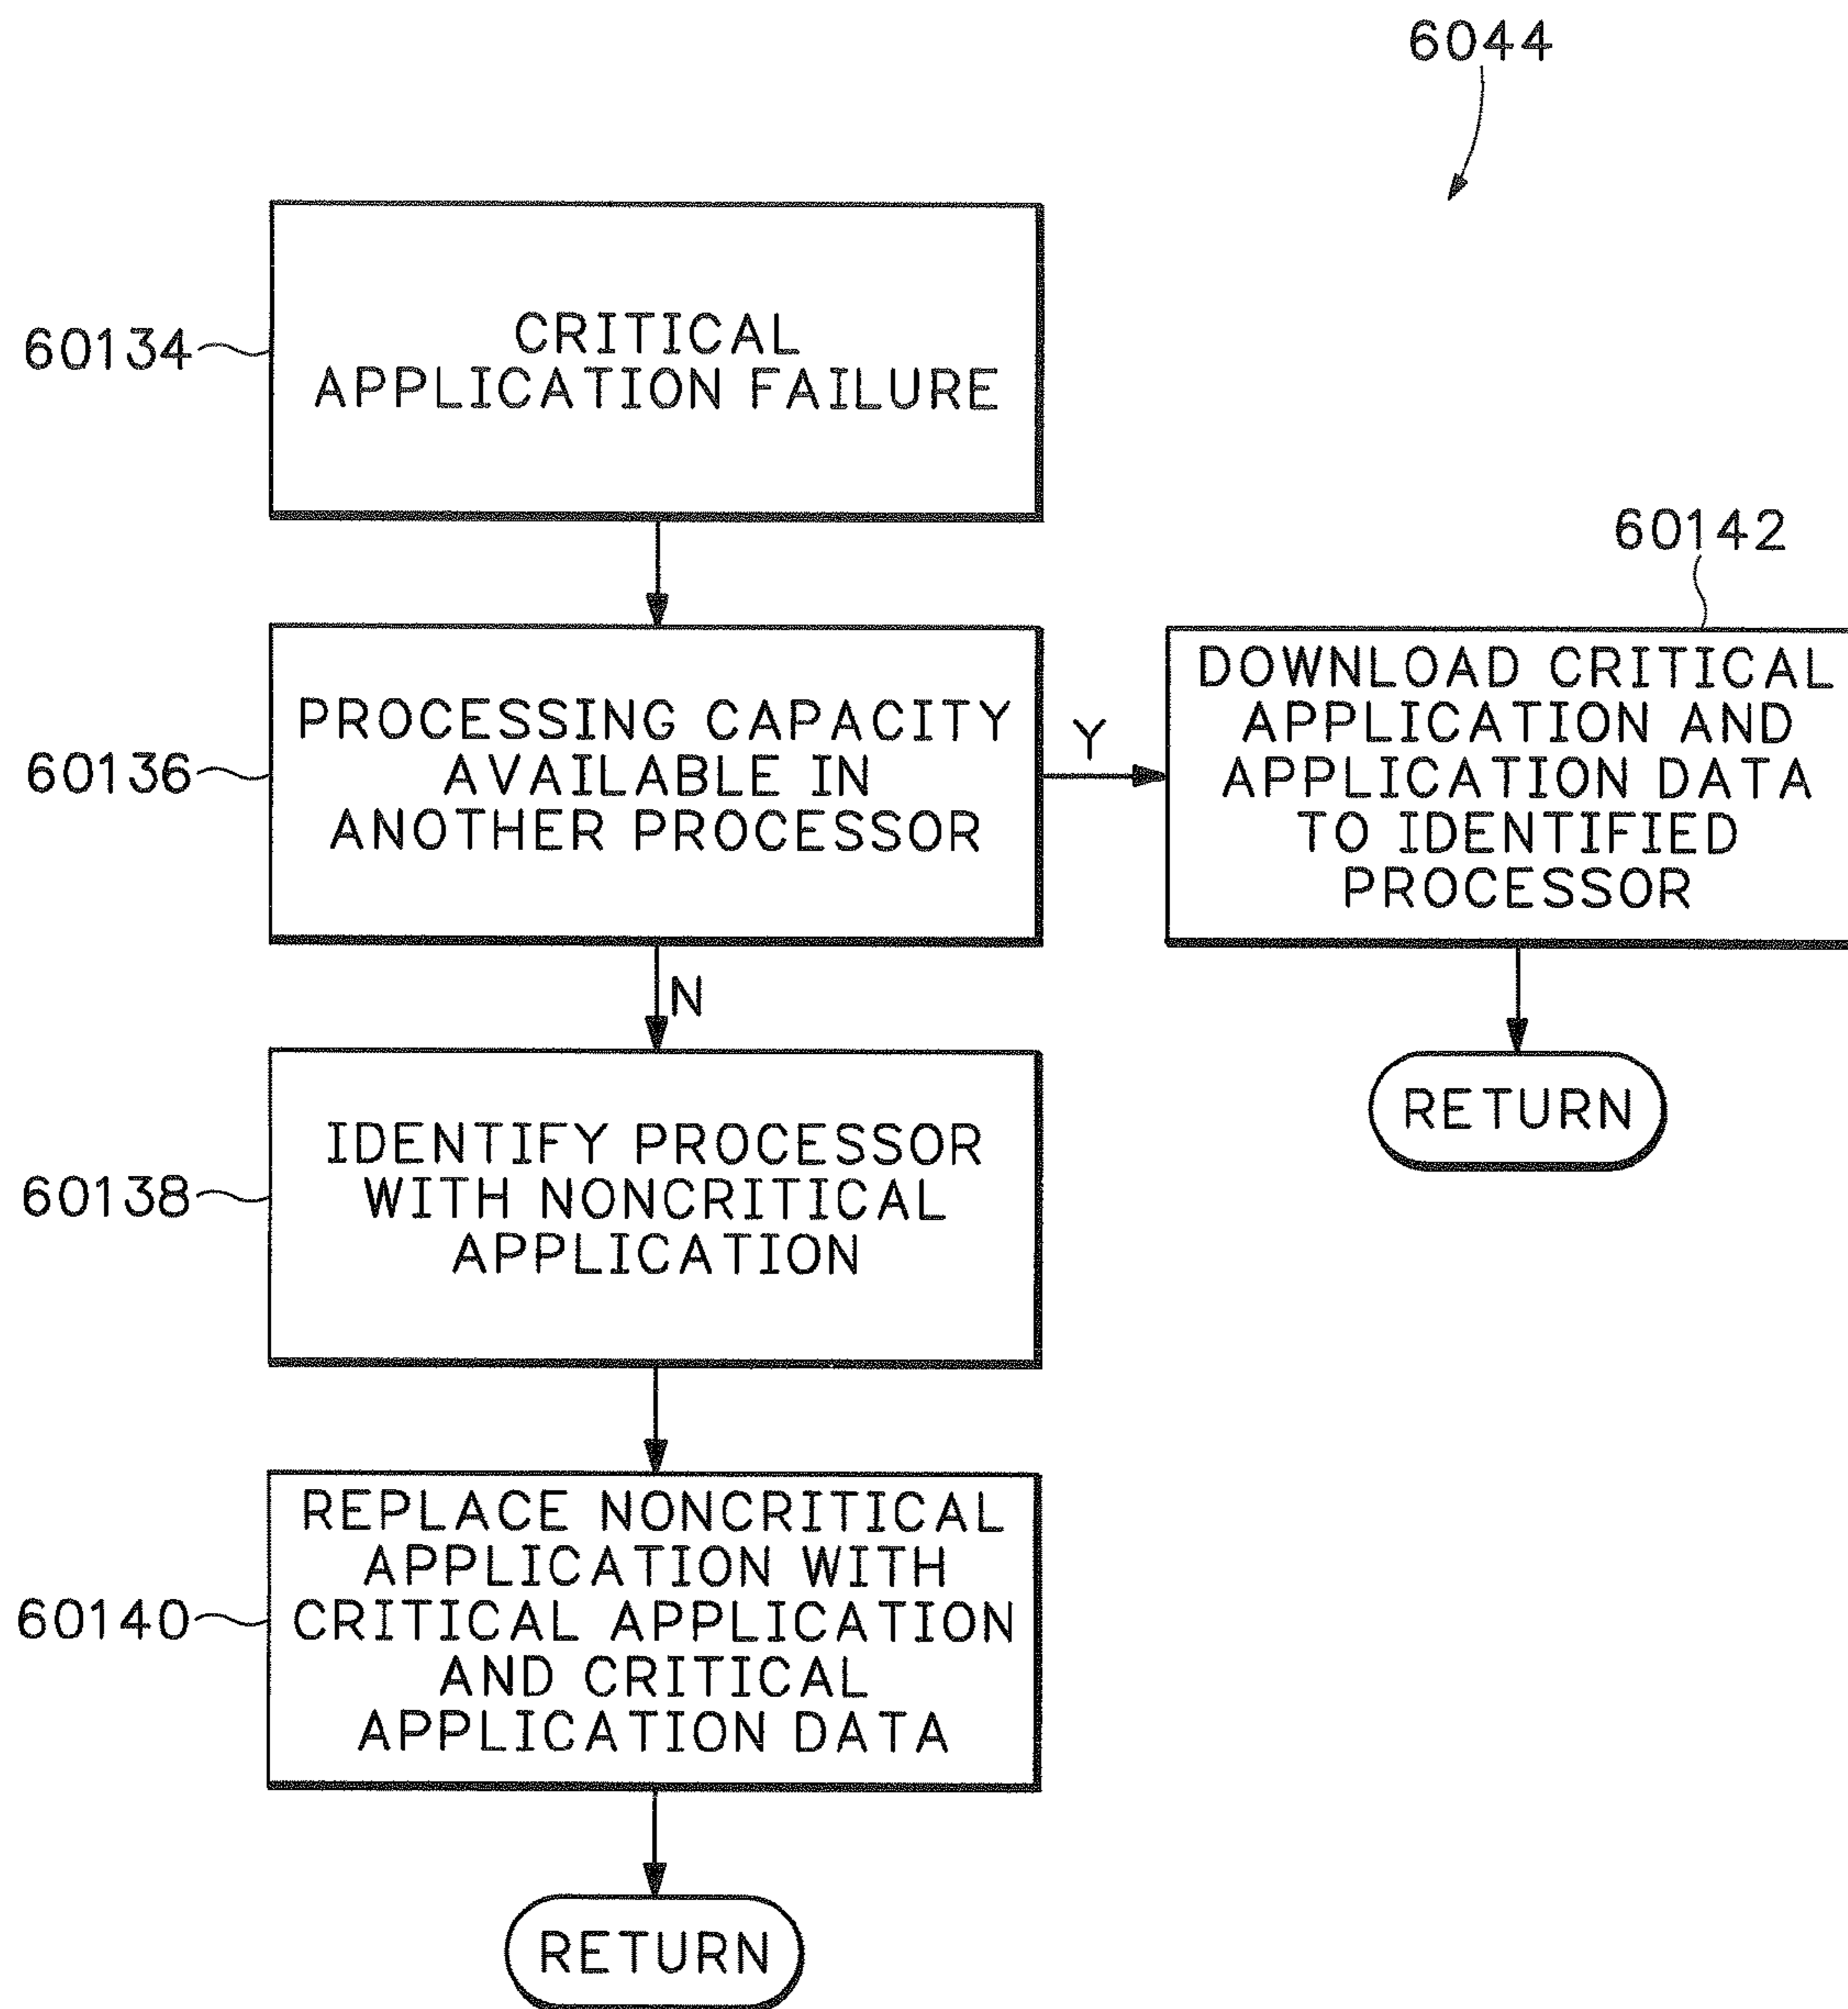 6044
60134
CRITICAL
APPLICATION FAILURE
60136
PROCESSING CAPACITY
AVAILABLE IN
ANOTHER PROCESSOR
Y
60142
DOWNLOAD CRITICAL
APPLICATION AND
APPLICATION DATA
TO IDENTIFIED
PROCESSOR
RETURN
N
60138
IDENTIFY PROCESSOR
WITH NONCRITICAL
APPLICATION
60140
REPLACE NONCRITICAL
APPLICATION WITH
CRITICAL APPLICATION
AND CRITICAL
APPLICATION DATA
RETURN